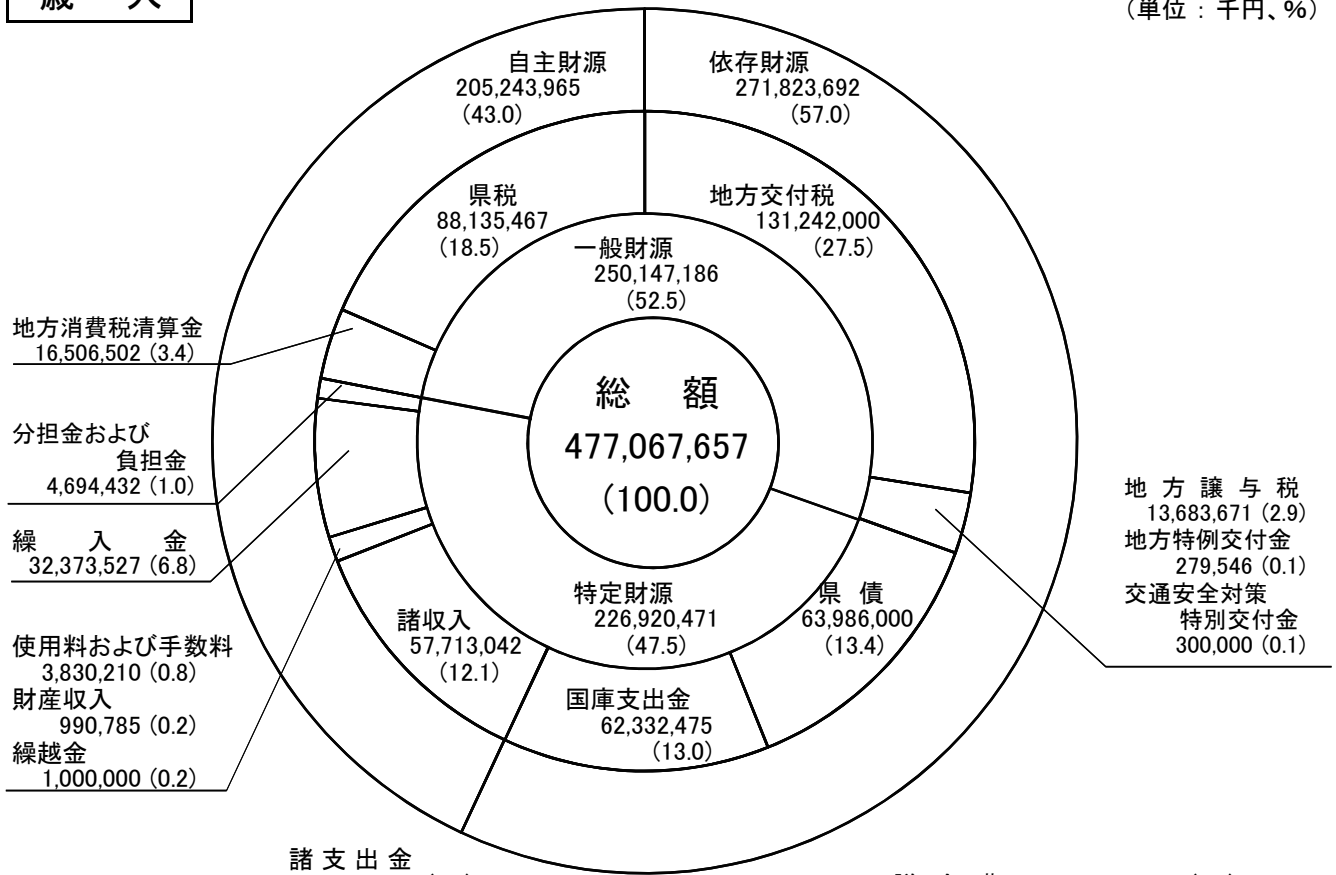 歳 入
（単位：千円、%）
自主財源
205,243,965
(43.0)
依存財源
271,823,692
(57.0)
県税
88,135,467
(18.5)
地方交付税
131,242,000
(27.5)
一般財源
250,147,186
(52.5)
地方消費税清算金
16,506,502 (3.4)
総 額
477,067,657
(100.0)
分担金および
負担金
4,694,432 (1.0)
繰 入 金
32,373,527 (6.8)
地 方 譲 与 税
13,683,671 (2.9)
地方特例交付金
279,546 (0.1)
交通安全対策
特別交付金
300,000 (0.1)
特定財源
226,920,471
(47.5)
県 債
63,986,000
(13.4)
諸収入
57,713,042
(12.1)
国庫支出金
62,332,475
(13.0)
使用料および手数料
3,830,210 (0.8)
財産収入
990,785 (0.2)
繰越金
1,000,000 (0.2)
諸 支 出 金